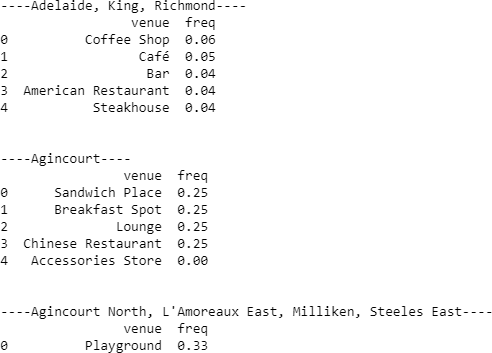 ----Adelaide, King, Richmond----
                 venue  freq
0          Coffee Shop  0.06
1                 Café  0.05
2                  Bar  0.04
3  American Restaurant  0.04
4           Steakhouse  0.04
----Agincourt----
                venue  freq
0      Sandwich Place  0.25
1      Breakfast Spot  0.25
2              Lounge  0.25
3  Chinese Restaurant  0.25
4   Accessories Store  0.00
----Agincourt North, L'Amoreaux East, Milliken, Steeles East----
                venue  freq
0          Playground  0.33